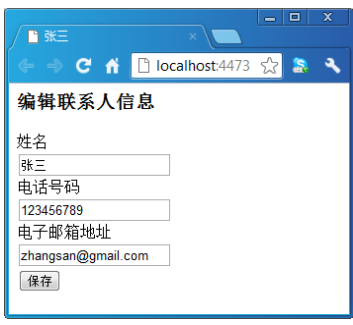 张三
localhost:4473
编辑联系人信息
姓名
张三
电话号码
123456789
电子邮箱地址
zhangsan@gmail.com
保存